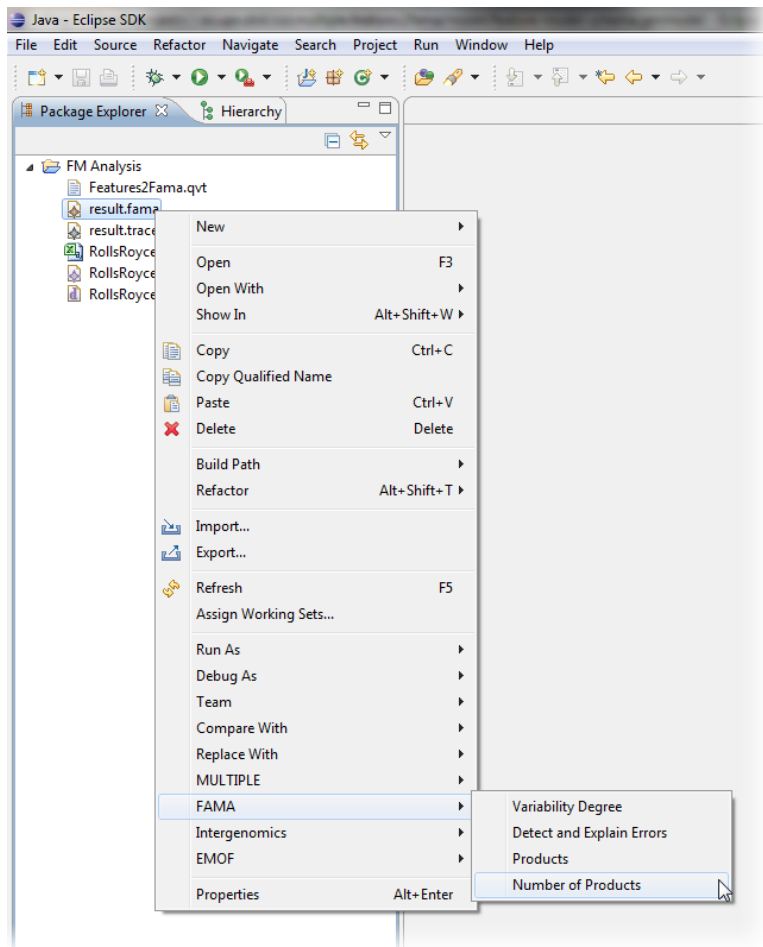 Java - Eclipse SDK
File Edit Source Refactor Navigate Search Project Run Window Help
Package Explorer Hierarchy
FM Analysis
Features2Fama.qvt
result.fama
result.trace
RollsRoyce
RollsRoyce
RollsRoyce
New
Open F3
Open With
Show In Alt+Shift+W
Copy Ctrl+C
Copy Qualified Name
Paste Ctrl+V
Delete Delete
Build Path
Refactor Alt+Shift+T
Import...
Export...
Refresh F5
Assign Working Sets...
Run As
Debug As
Team
Compare With
Replace With
MULTIPLE
FAMA
Variability Degree
Intergenomics
Detect and Explain Errors
EMOF
Products
Number of Products
Properties Alt+Enter